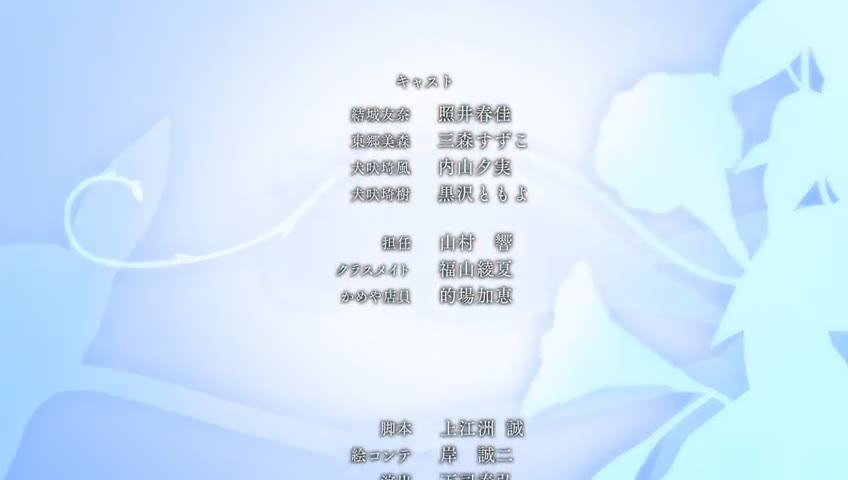 キャスト
結城友奈 照井春佳
東郷美森 三森すずこ
犬吠埼風 内山夕実
犬吠埼樹 黒沢ともよ
担任 山村 響
クラスメイト 福山綾夏
かめや店員 的場加恵
脚本 上江洲 誠
絵コンテ 岸 誠二